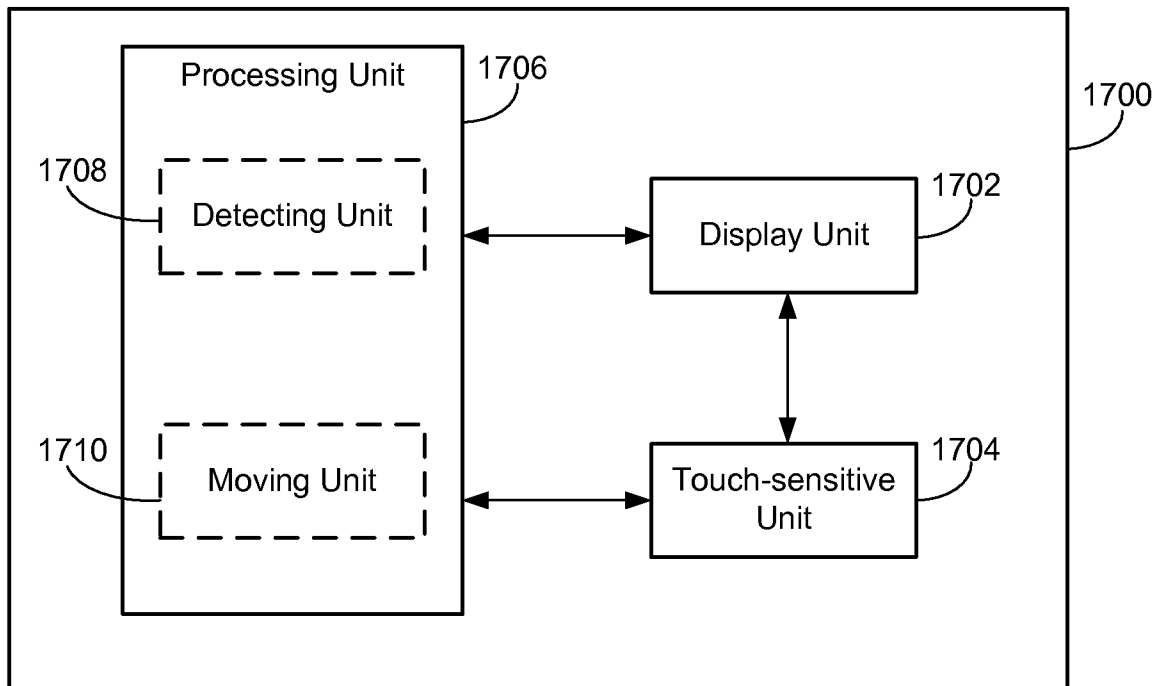 Processing Unit
1706
1700
1708
Detecting Unit
1702
Display Unit
1710
Moving Unit
1704
Touch-sensitive
Unit